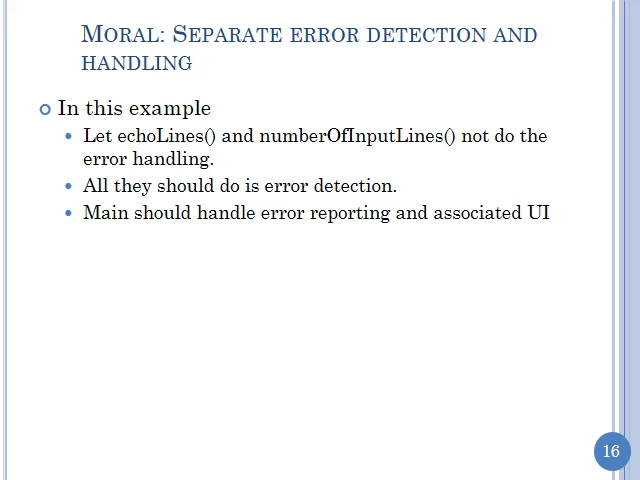 MORAL: SEPARATE ERROR DETECTION AND
HANDLING
In this example
Let echoLines() and numberOfInputLines() not do the
error handling.
All they should do is error detection.
Main should handle error reporting and associated UI
16